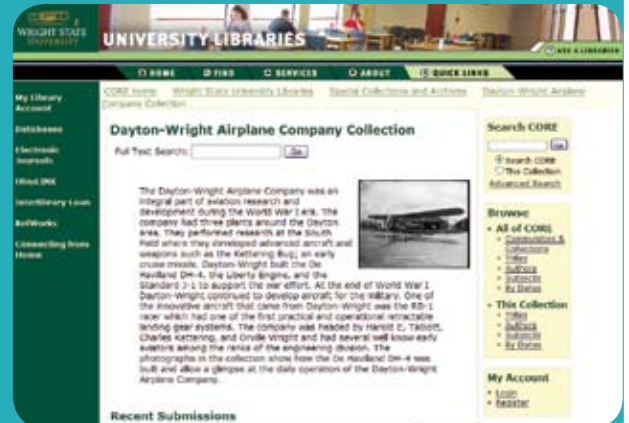 WRIGHT STATE
UNIVERSITY
UNIVERSITY LIBRARIES
ASK A LIBRARIAN
HOME FIND SERVICES ABOUT QUICK LINKS
My Library
Account
Databases
Electronic
Journals
OhioLINK
Interlibrary Loan
RefWorks
Connecting from
Home
CORE Home Wright State University Libraries Special Collections and Archives Dayton-Wright Airplane
Company Collection
Dayton-Wright Airplane Company Collection
Full Text Search: Go
The Dayton-Wright Airplane Company was an
integral part of aviation research and
development during the World War I era. The
company had three plants around the Dayton
area. They performed research at the South
Field where they developed advanced aircraft and
weapons such as the Kettering Bug; an early
cruise missile. Dayton-Wright built the De
Haviland DH-4, the Liberty Engine, and the
Standard J-1 to support the war effort. At the end of World War I
Dayton-Wright continued to develop aircraft for the military. One of
the innovative aircraft that came from Dayton-Wright was the RB-1
racer which had one of the first practical and operational retractable
landing gear systems. The company was headed by Harold E. Talbott,
Charles Kettering, and Orville Wright and had several well know early
aviators among the ranks of the engineering division. The
photographs in the collection show how the De Haviland DH-4 was
built and allow a glimpse at the daily operation of the Dayton-Wright
Airplane Company.
Recent Submissions
Search CORE
Go
Search CORE
This Collection
Advanced Search
Browse
All of CORE
Communities &
Collections
Titles
Authors
Subjects
By Dates
This Collection
Titles
Authors
Subjects
By Dates
My Account
Login
Register